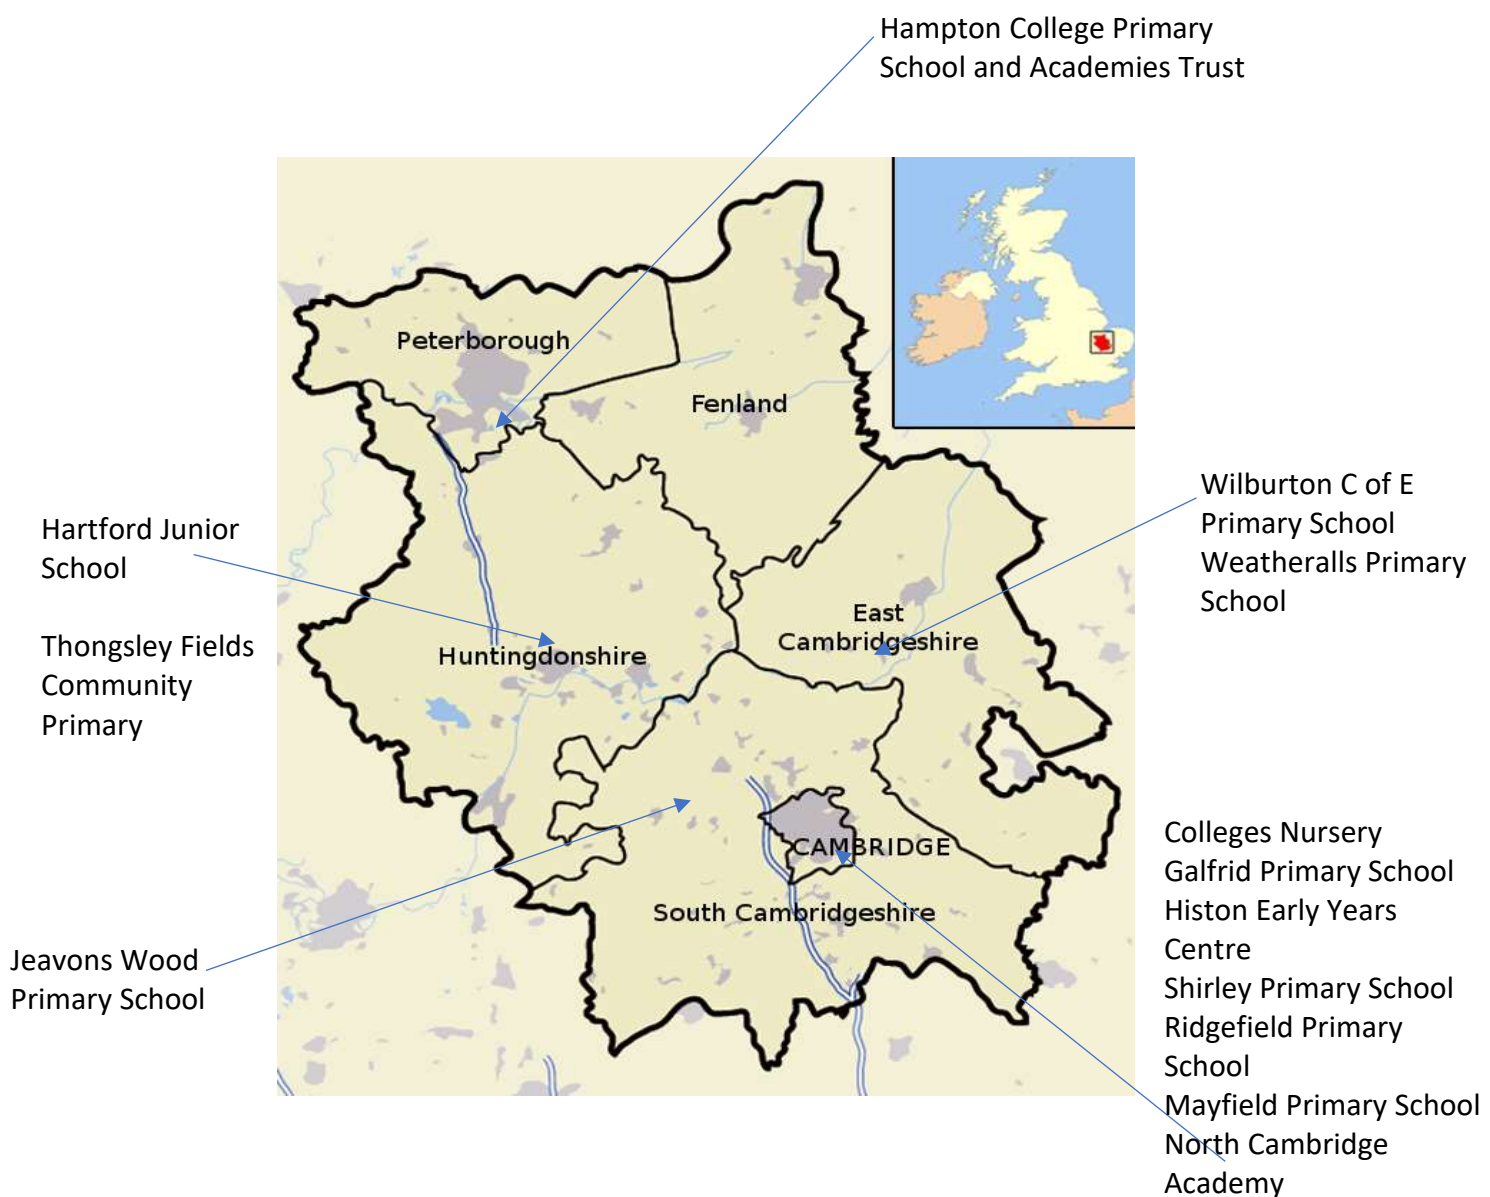 Hampton College Primary
School and Academies Trust
Peterborough
Fenland
Wilburton C of E
Primary School
Weatheralls Primary
School
Hartford Junior
School
Thongsley Fields
Community
Primary
East
Cambridgeshire
Huntingdonshire
CAMBRIDGE
South Cambridgeshire
Jeavons Wood
Primary School
Colleges Nursery
Galfrid Primary School
Histon Early Years
Centre
Shirley Primary School
Ridgefield Primary
School
Mayfield Primary School
North Cambridge
Academy